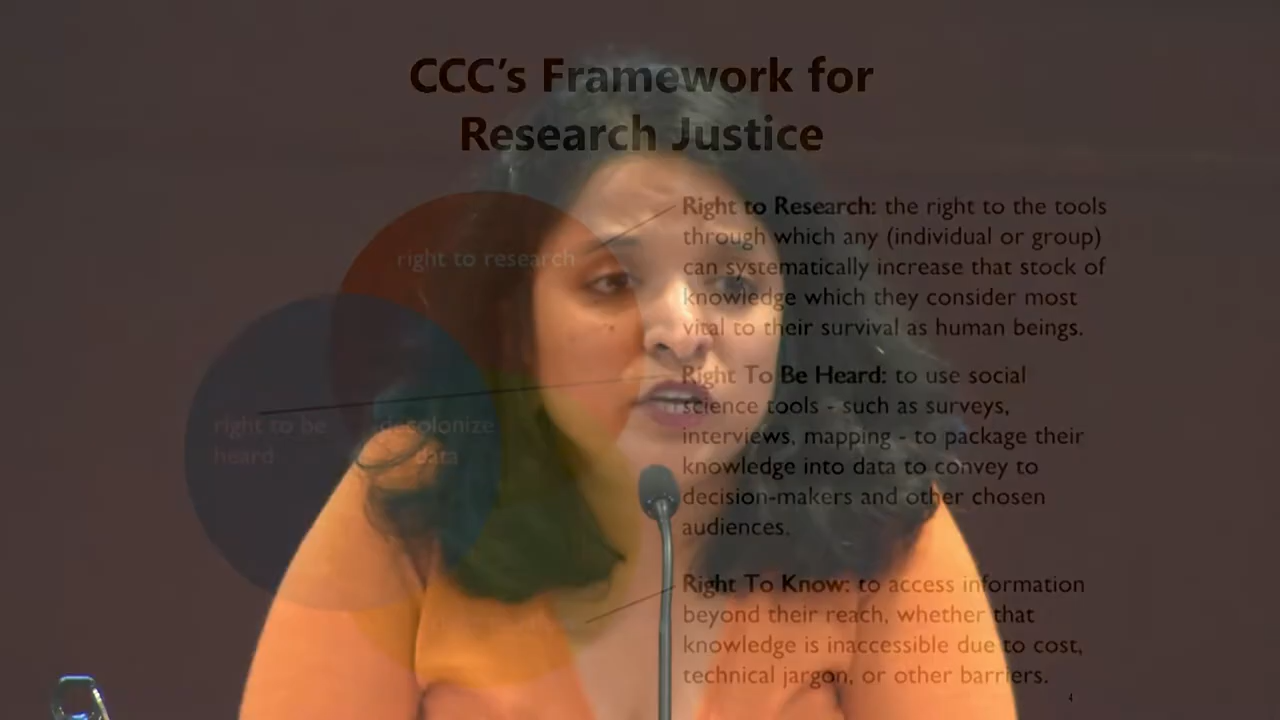 CCC's Framework for
Research Justice
right to research
right to be
heard
decolonize
data
Right to Research: the right to the tools
through which any (individual or group)
can systematically increase that stock of
knowledge which they consider most
vital to their survival as human beings.
Right To Be Heard: to use social
science tools - such as surveys,
interviews, mapping - to package their
knowledge into data to convey to
decision-makers and other chosen
audiences.
Right To Know: to access information
beyond their reach, whether that
knowledge is inaccessible due to cost,
technical jargon, or other barriers.
4